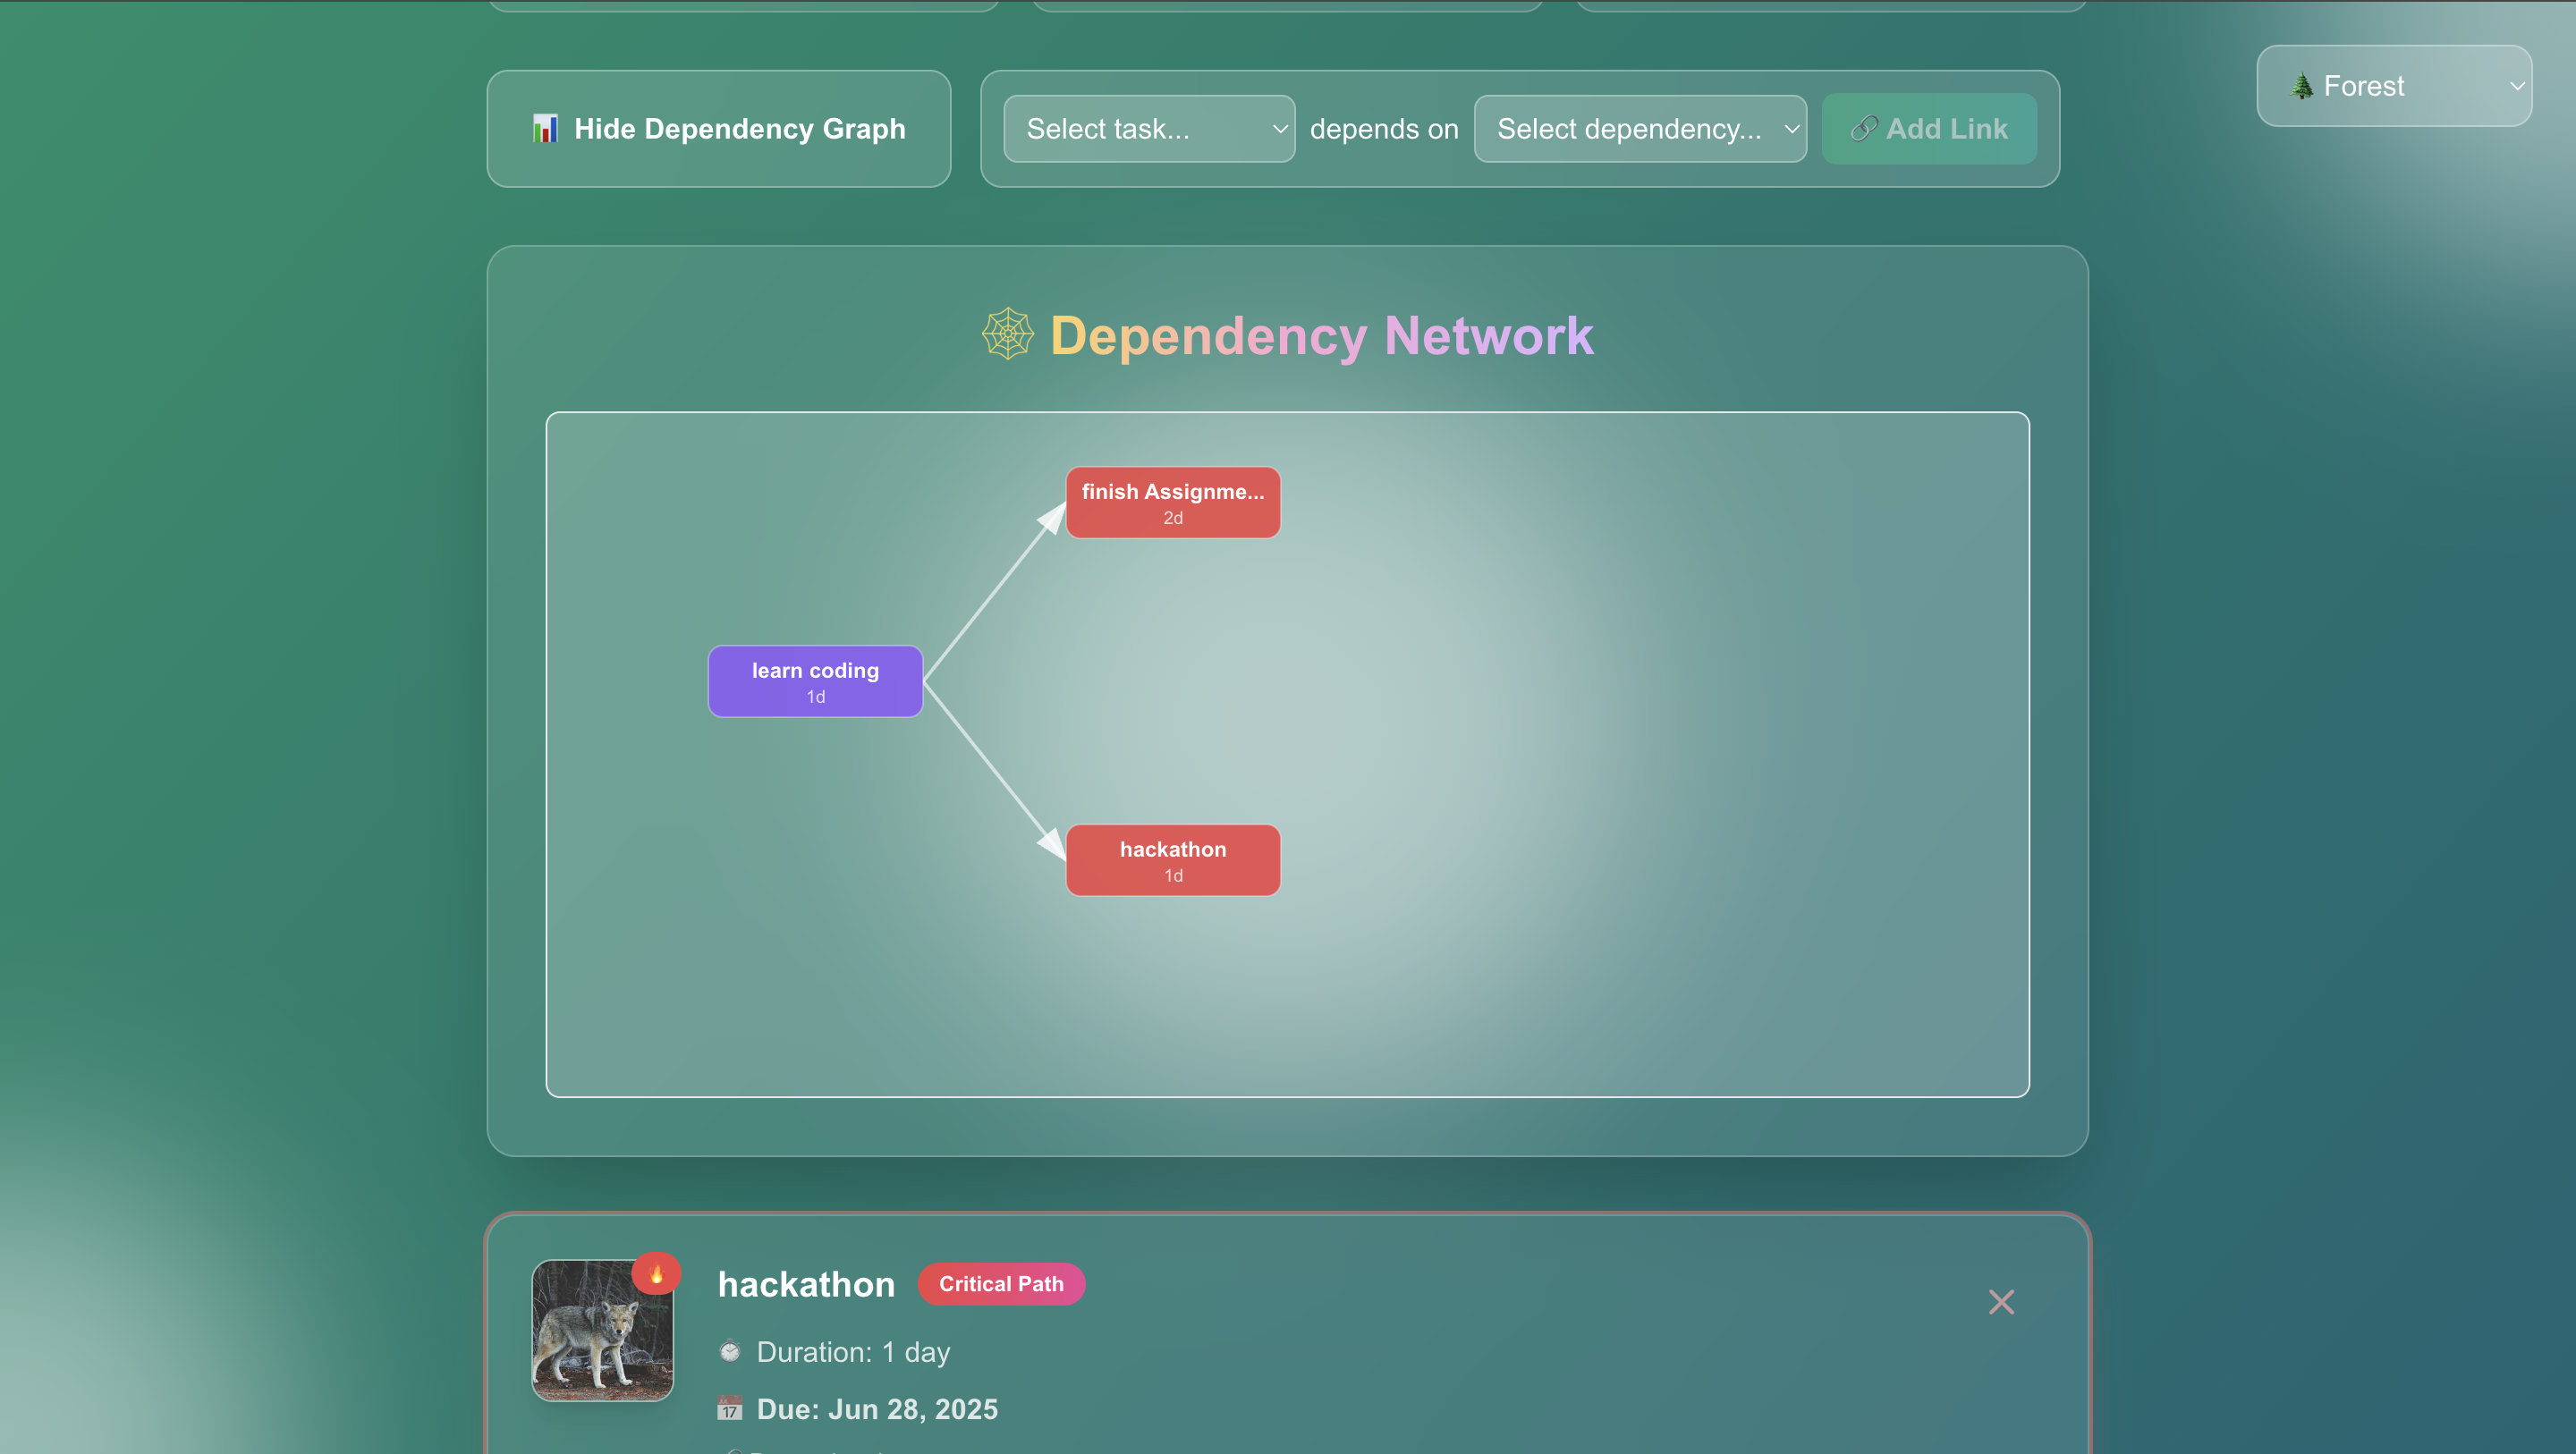 Forest
Hide Dependency Graph
Select task...
depends on
Select dependency...
Add Link
Dependency Network
finish Assignme...
2d
learn coding
1d
hackathon
1d
hackathon
Critical Path
Duration: 1 day
17
Due: Jun 28, 2025